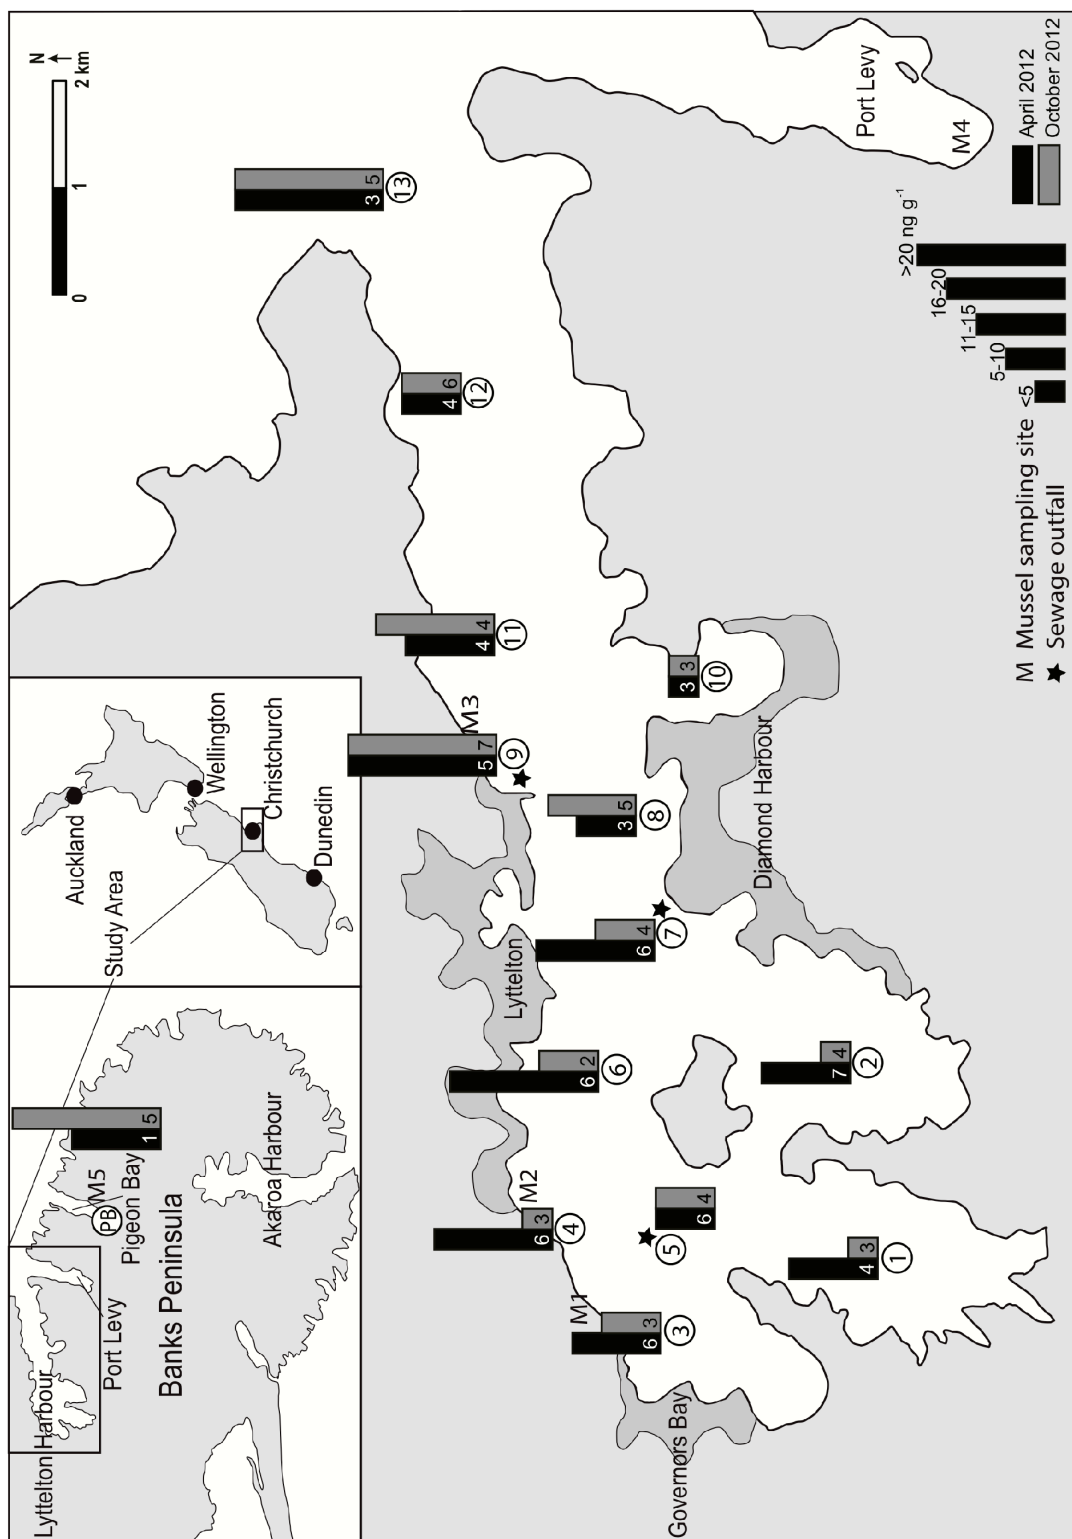 Lyttelton Harbour
Port Levy
Banks Peninsula
Pigeon Bay
PB
M5
1 5
Akaroa Harbour
Study Area
Auckland
Wellington
Christchurch
Dunedin
0 1 2 km
N
Governors Bay
M1
6 3
3
M2
6 3
4
6 4
5
4 3
1
7 4
2
6 2
6
Lyttelton
6 4
7
3 5
8
M3
5 7
9
Diamond Harbour
3 3
10
4 4
11
4 6
12
3 5
13
Port Levy
M4
M Mussel sampling site
★ Sewage outfall
<5
5-10
11-15
16-20
>20 ng g⁻¹
April 2012
October 2012